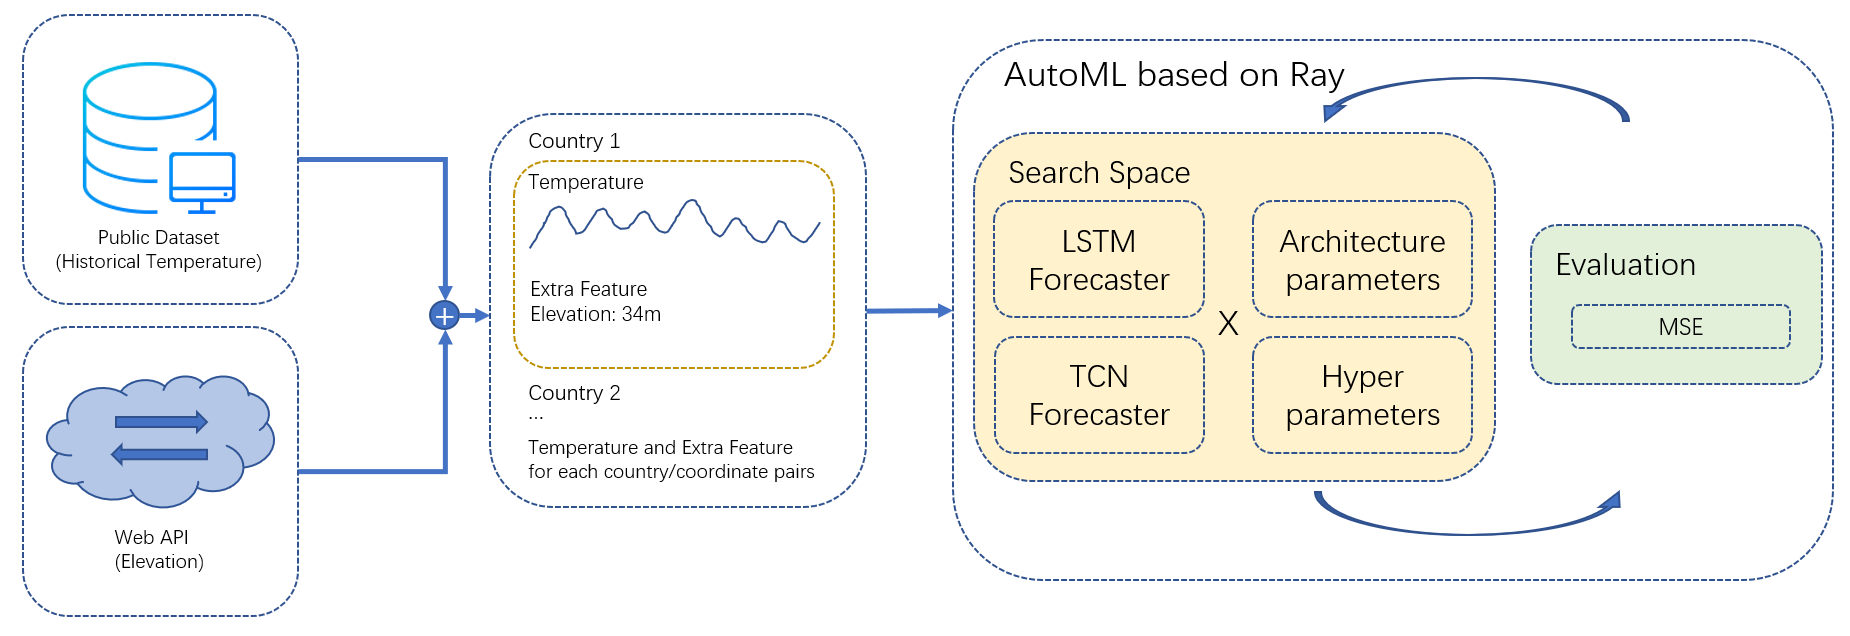 Public Dataset
(Historical Temperature)
Web API
(Elevation)
+
Country 1
Temperature
Extra Feature
Elevation: 34m
Country 2
...
Temperature and Extra Feature
for each country/coordinate pairs
AutoML based on Ray
Search Space
LSTM
Forecaster
Architecture
parameters
X
TCN
Forecaster
Hyper
parameters
Evaluation
MSE